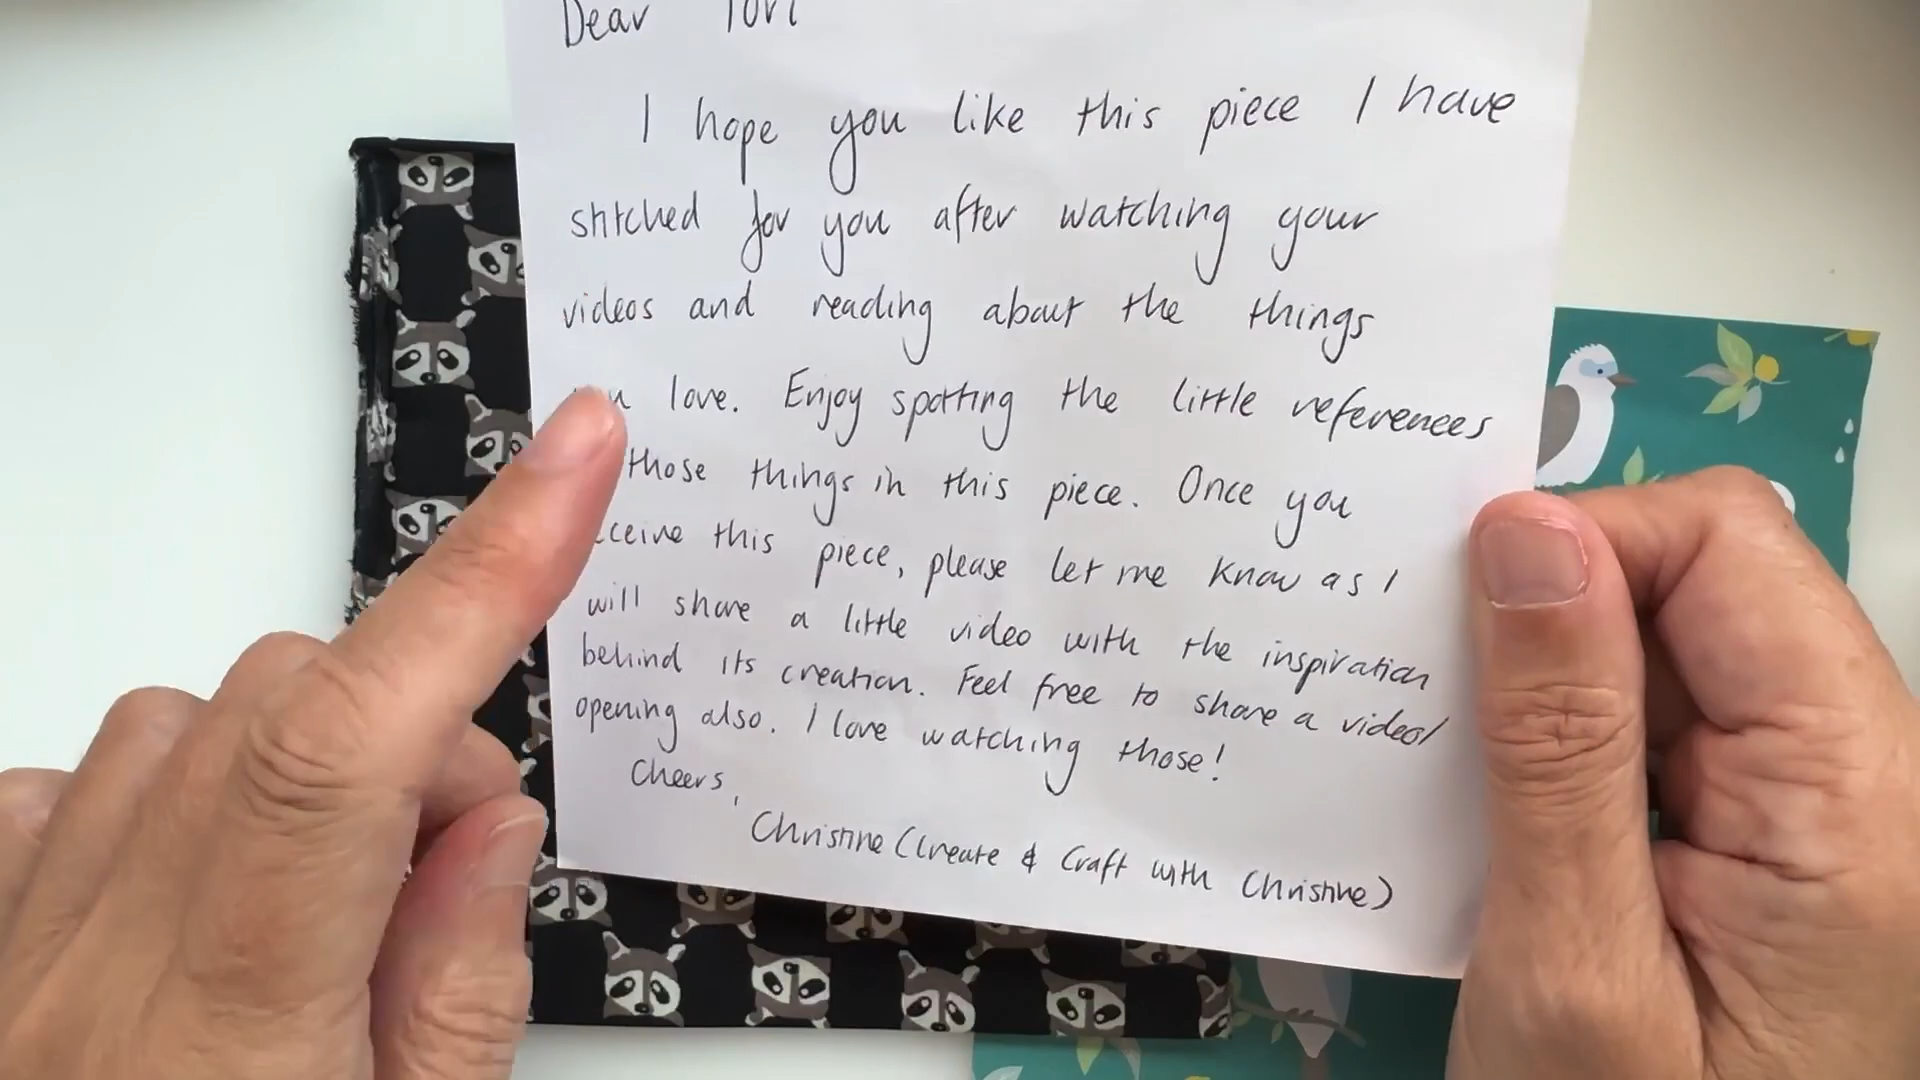 Dear Tori
I hope you like this piece I have
stitched for you after watching your
videos and reading about the things
love. Enjoy spotting the little references
those things in this piece. Once you
this piece, please let me know as I
will share a little video with the inspiration
behind its creation. Feel free to share a video/
opening also. I love watching those!
Cheers,
Christine (Create & Craft with Christine)